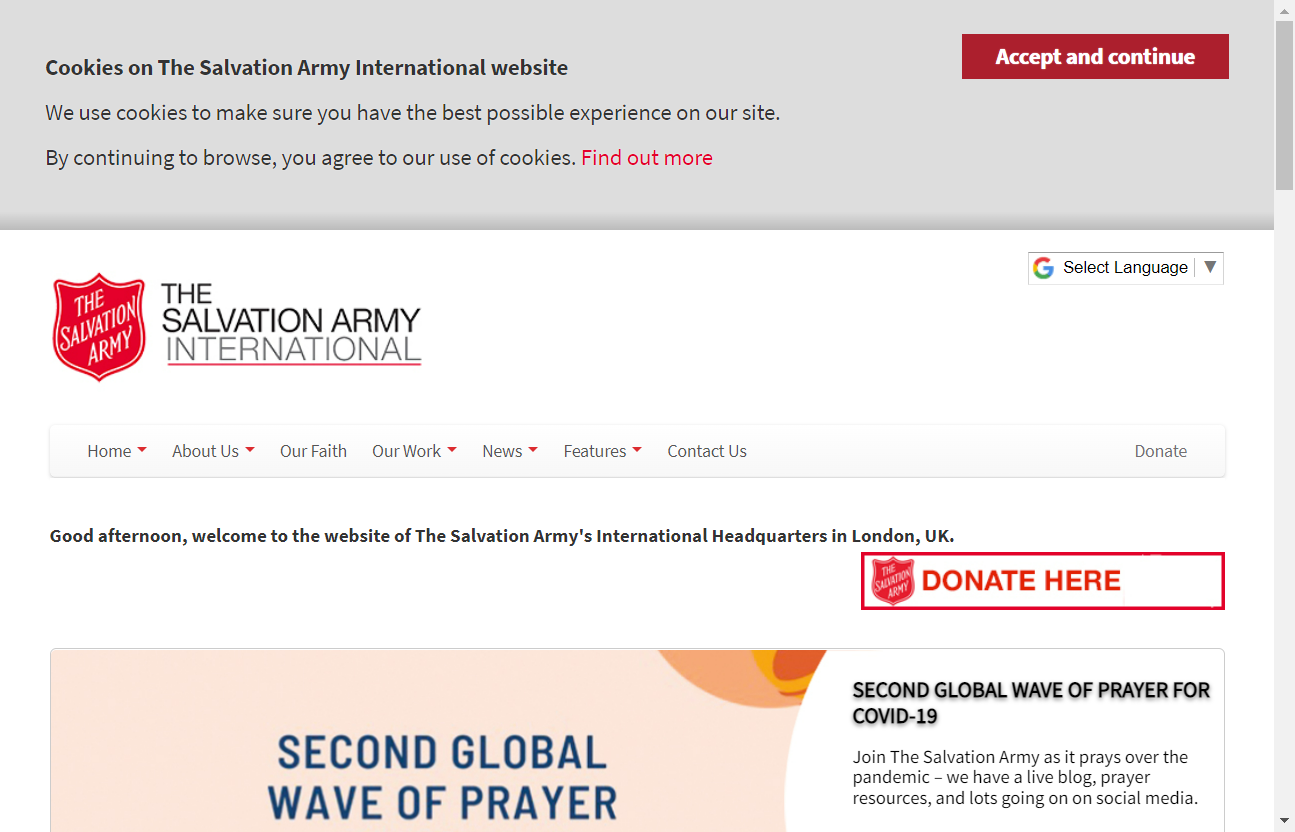 Cookies on The Salvation Army International website
Accept and continue
We use cookies to make sure you have the best possible experience on our site.
By continuing to browse, you agree to our use of cookies. Find out more
Select Language
THE
SALVATION
ARMY
THE
SALVATION ARMY
INTERNATIONAL
Home
About Us
Our Faith
Our Work
News
Features
Contact Us
Donate
Good afternoon, welcome to the website of The Salvation Army's International Headquarters in London, UK.
THE
SALVATION
ARMY
DONATE HERE
SECOND GLOBAL
WAVE OF PRAYER
SECOND GLOBAL WAVE OF PRAYER FOR
COVID-19
Join The Salvation Army as it prays over the
pandemic – we have a live blog, prayer
resources, and lots going on on social media.